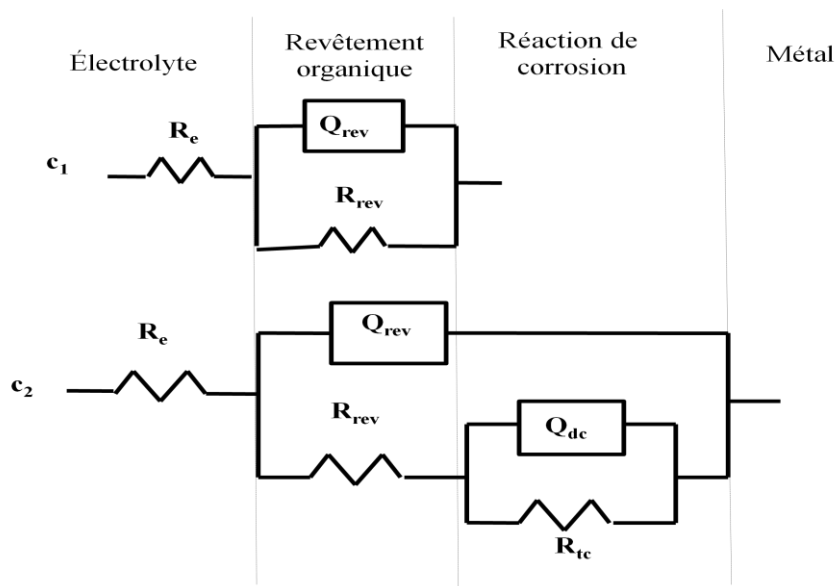 Électrolyte
Revêtement
organique
Réaction de
corrosion
Métal
c1
Re
Qrev
Rrev
c2
Re
Qrev
Rrev
Qdc
Rtc